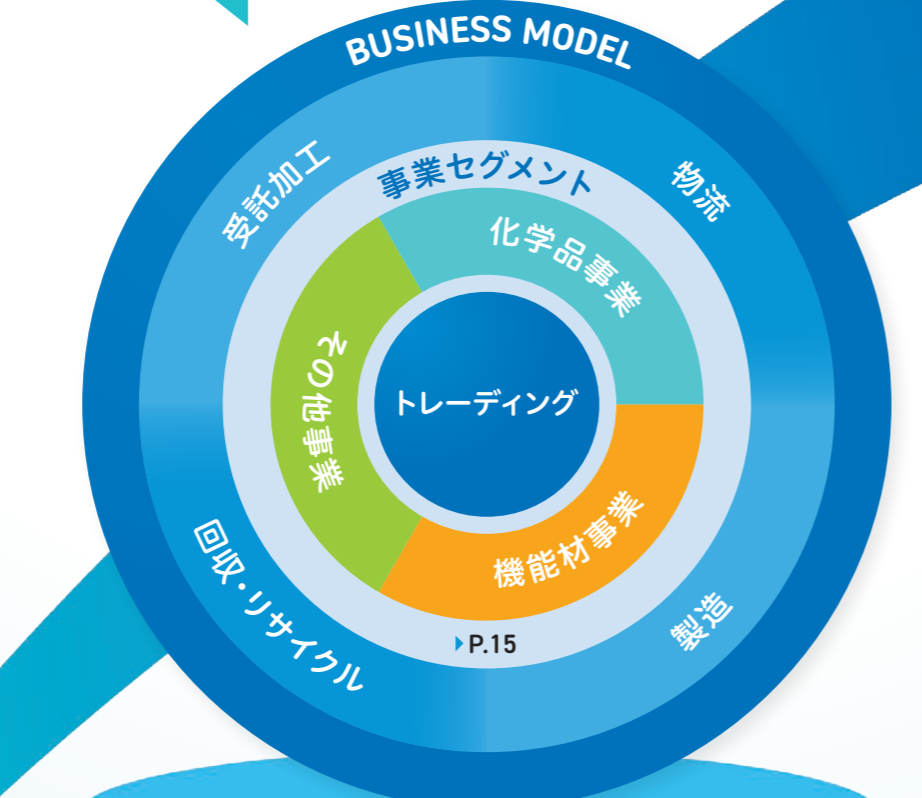 BUSINESS MODEL
受託加工
物流
事業セグメント
化学品事業
その他事業
トレーディング
機能材事業
回収・リサイクル
製造
P.15